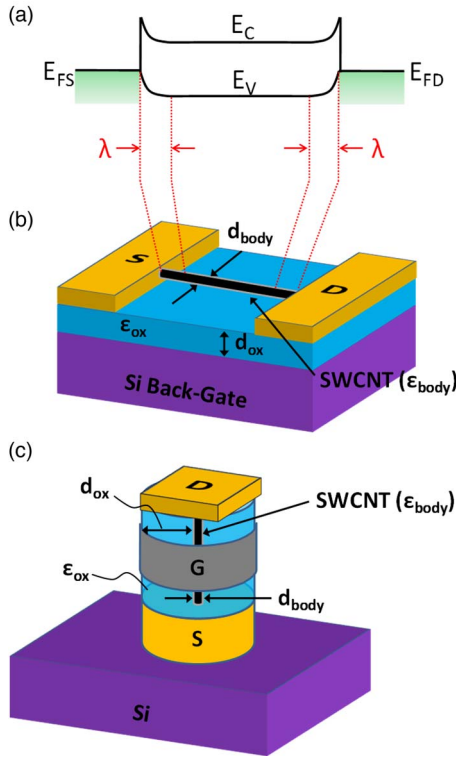 (a)
E_C
E_FS
E_V
E_FD
λ
λ
(b)
d_body
S
D
ε_ox
d_ox
Si Back-Gate
SWCNT (ε_body)
(c)
D
d_ox
SWCNT (ε_body)
G
ε_ox
d_body
S
Si